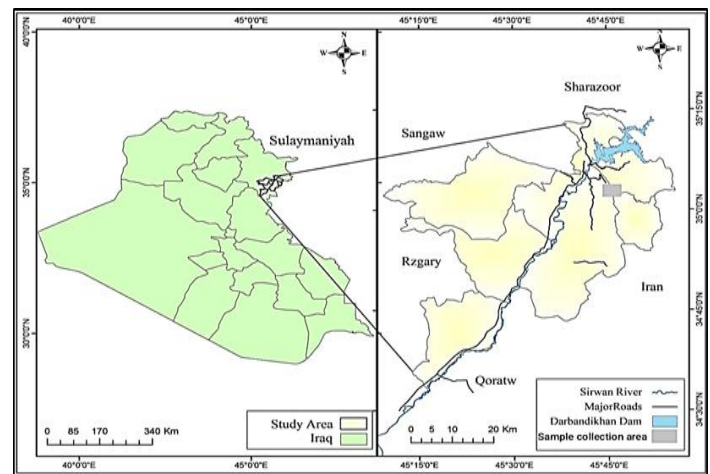 40°0'0"E 45°0'0"E 45°15'0"E 45°30'0"E 45°45'0"E
40°0'0"N
N
W E
S
N
W E
S
Sharazoor
35°15'0"N
Sulaymaniyah
Sangaw
35°0'0"N
35°0'0"N
Rzgary
Iran
34°45'0"N
30°0'0"N
Qoratw
34°30'0"N
Sirwan River
MajorRoads
Darbandikhan Dam
Sample collection area
Study Area
Iraq
0 85 170 340 Km
0 5 10 20 Km
40°0'0"E 45°0'0"E 45°15'0"E 45°30'0"E 45°45'0"E